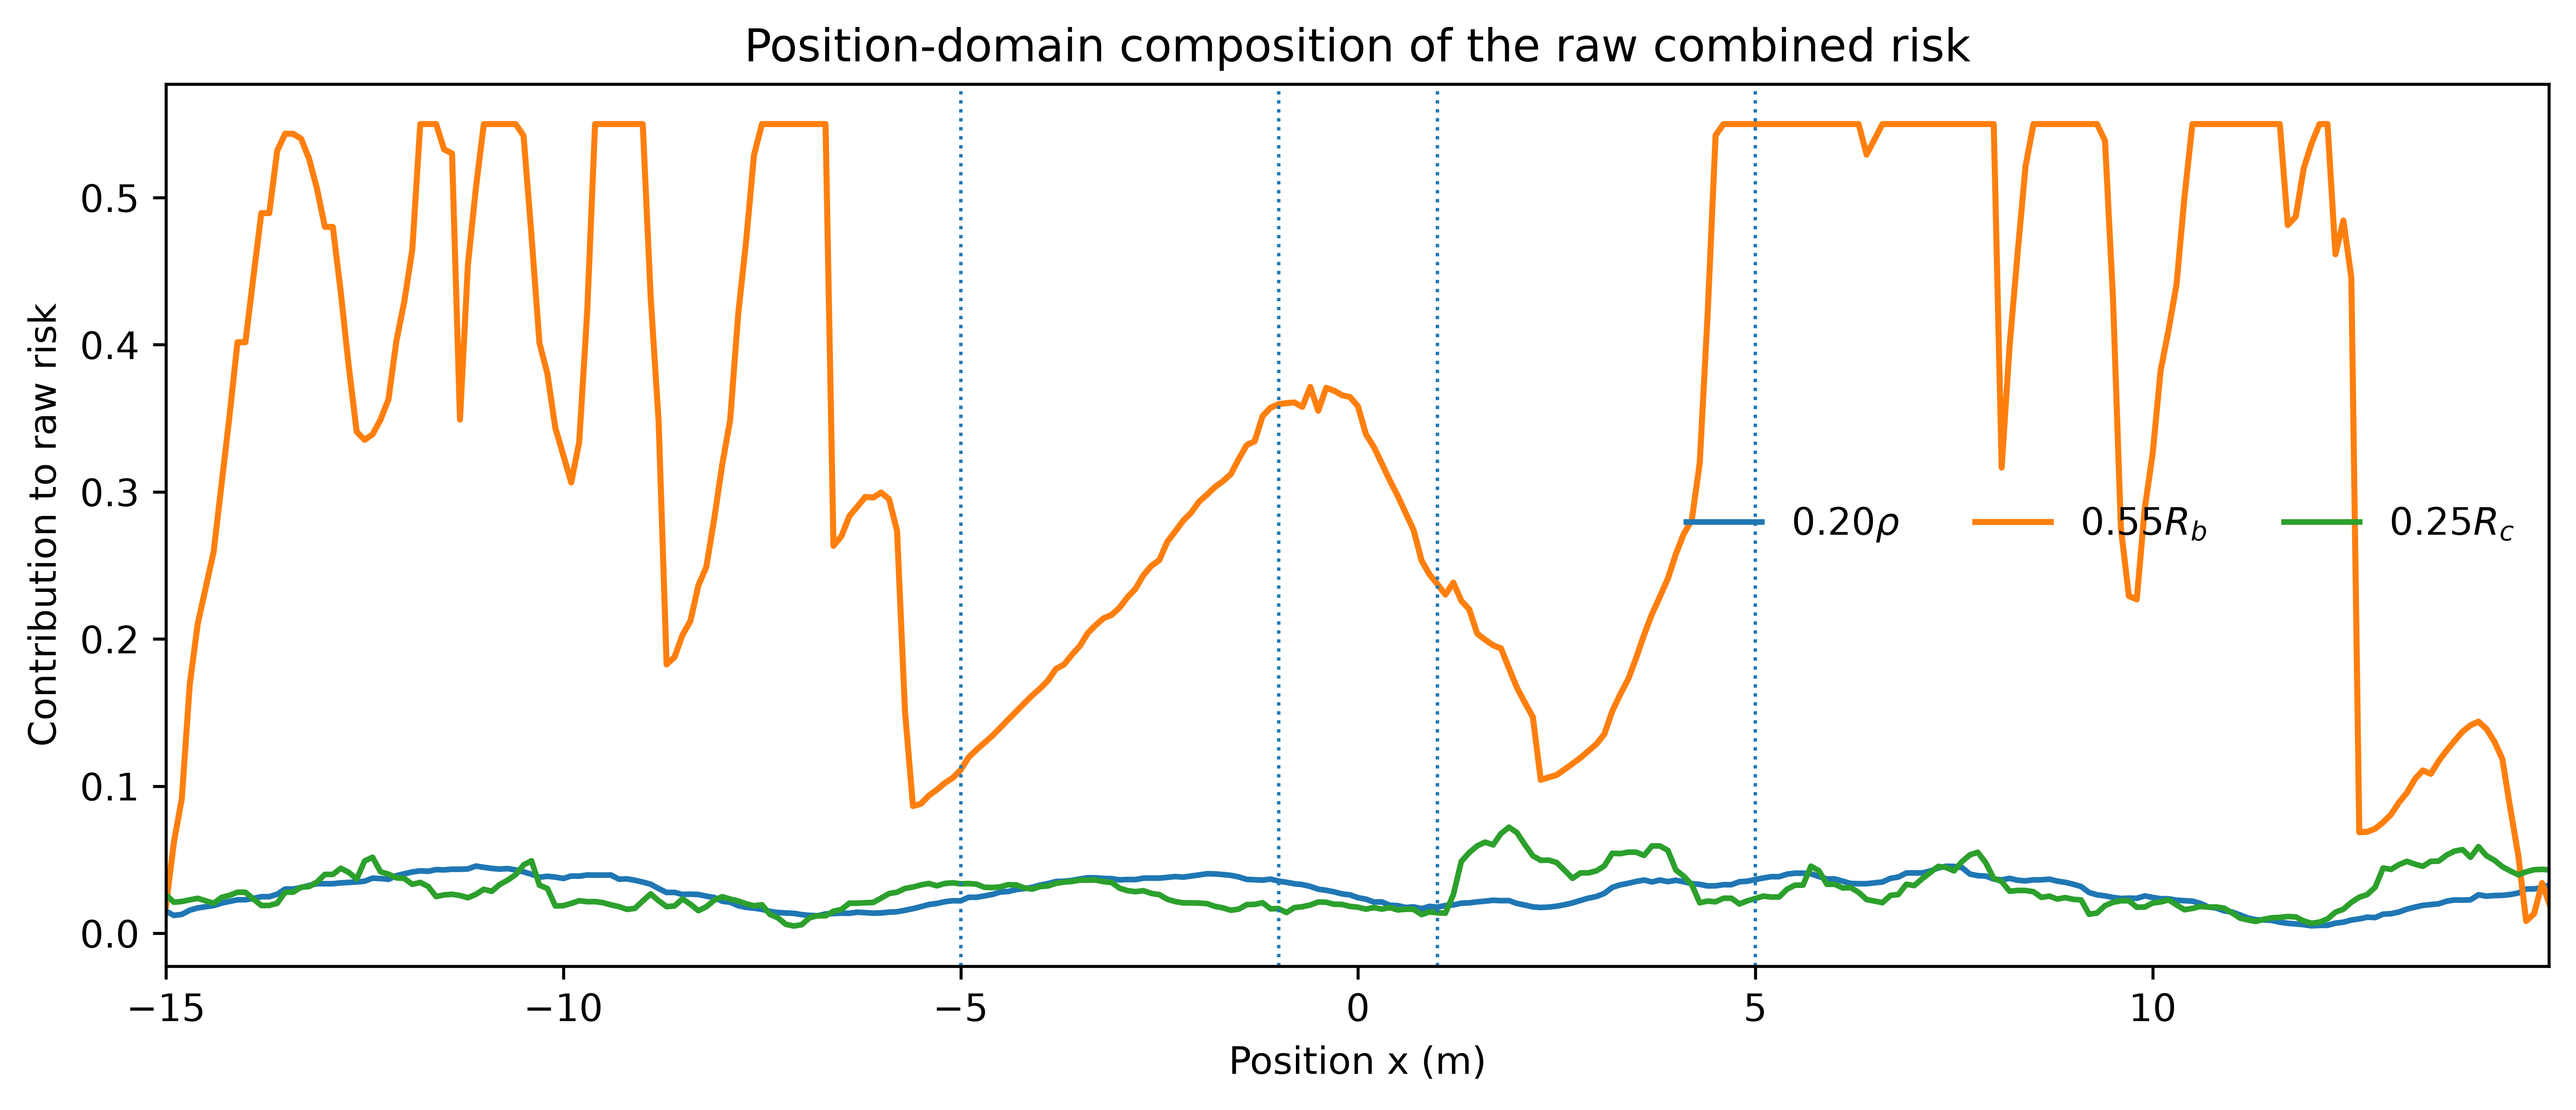 Position-domain composition of the raw combined risk
Contribution to raw risk
0.5
0.4
0.3
0.2
0.1
0.0
0.20ρ 0.55R_b 0.25R_c
−15 −10 −5 0 5 10
Position x (m)